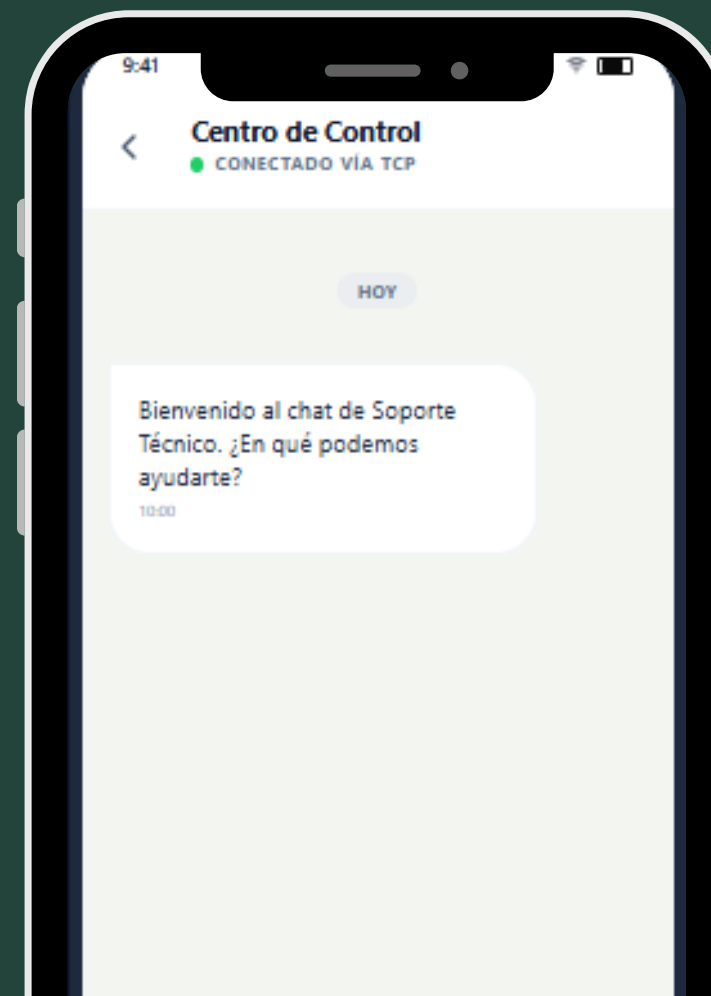 9:41
Centro de Control
CONECTADO VÍA TCP
HOY
Bienvenido al chat de Soporte
Técnico. ¿En qué podemos
ayudarte?
10:00